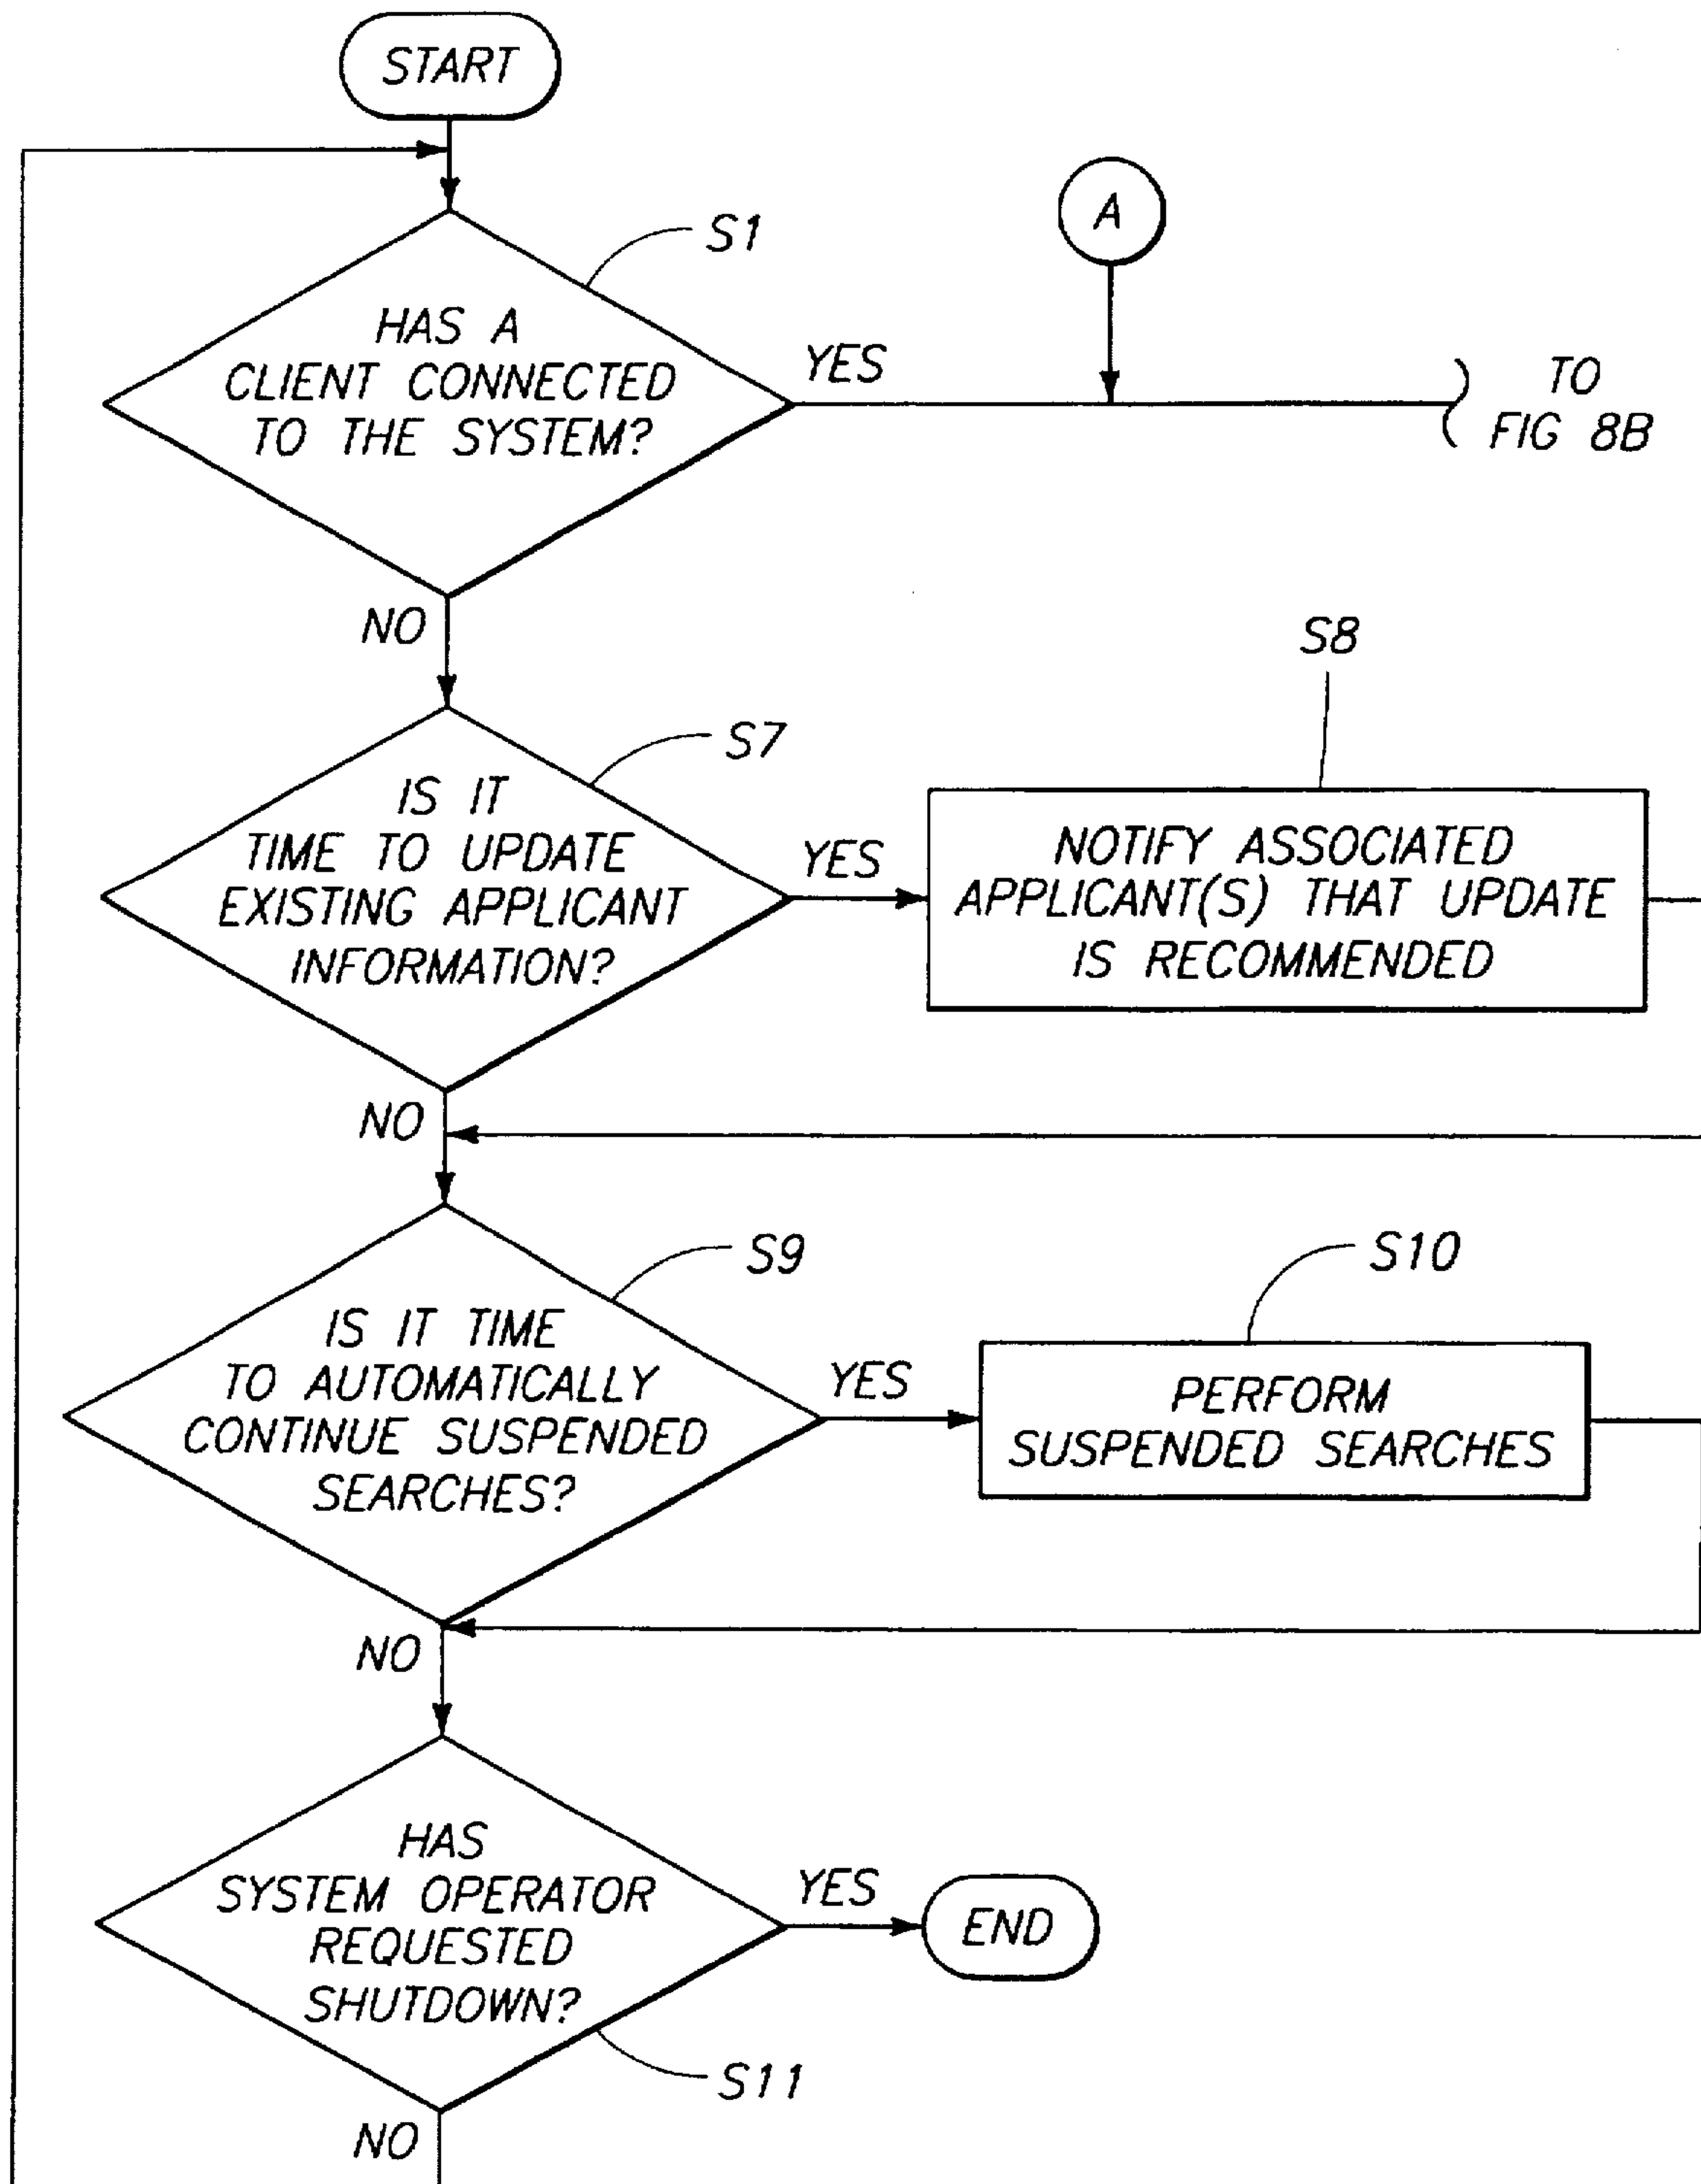 START
A
S1
HAS A
CLIENT CONNECTED
TO THE SYSTEM?
YES
TO
FIG 8B
NO
S7
S8
IS IT
TIME TO UPDATE
EXISTING APPLICANT
INFORMATION?
YES
NOTIFY ASSOCIATED
APPLICANT(S) THAT UPDATE
IS RECOMMENDED
NO
S9
S10
IS IT TIME
TO AUTOMATICALLY
CONTINUE SUSPENDED
SEARCHES?
YES
PERFORM
SUSPENDED SEARCHES
NO
HAS
SYSTEM OPERATOR
REQUESTED
SHUTDOWN?
YES
END
S11
NO